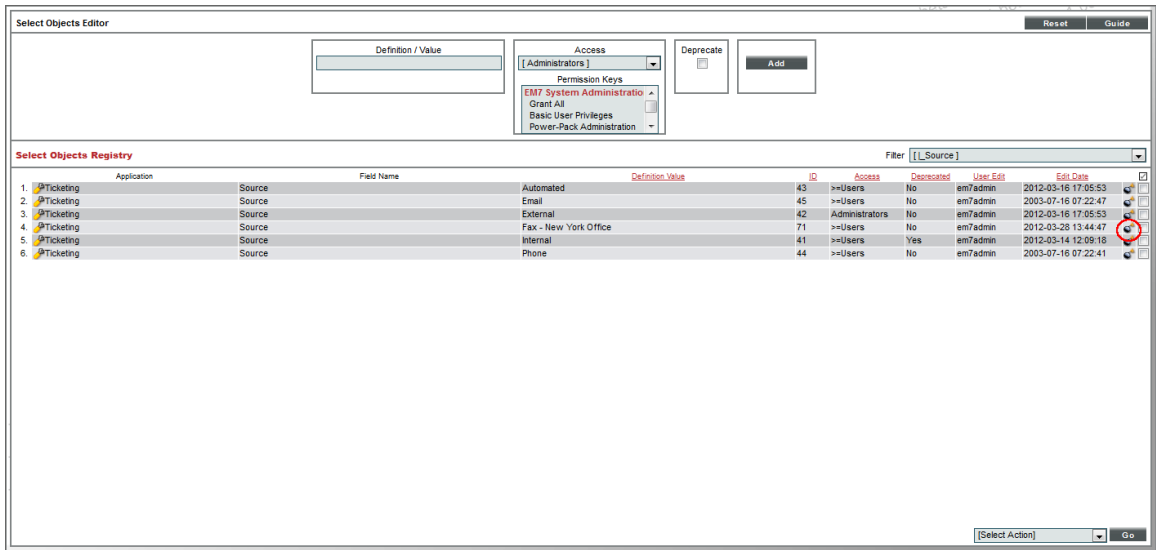 Select Objects Editor
Reset Guide
Definition / Value
Access
[ Administrators ]
Permission Keys
EM7 System Administratio
Grant All
Basic User Privileges
Power-Pack Administration
Deprecate
Add
Select Objects Registry
Filter [ |_Source ]
Application Field Name Definition Value ID Access Deprecated User Edit Edit Date
1. Ticketing Source Automated 43 >=Users No em7admin 2012-03-16 17:05:53
2. Ticketing Source Email 45 >=Users No em7admin 2003-07-16 07:22:47
3. Ticketing Source External 42 Administrators No em7admin 2012-03-16 17:05:53
4. Ticketing Source Fax - New York Office 71 >=Users No em7admin 2012-03-28 13:44:47
5. Ticketing Source Internal 41 >=Users Yes em7admin 2012-03-14 12:09:18
6. Ticketing Source Phone 44 >=Users No em7admin 2003-07-16 07:22:41
[Select Action] Go